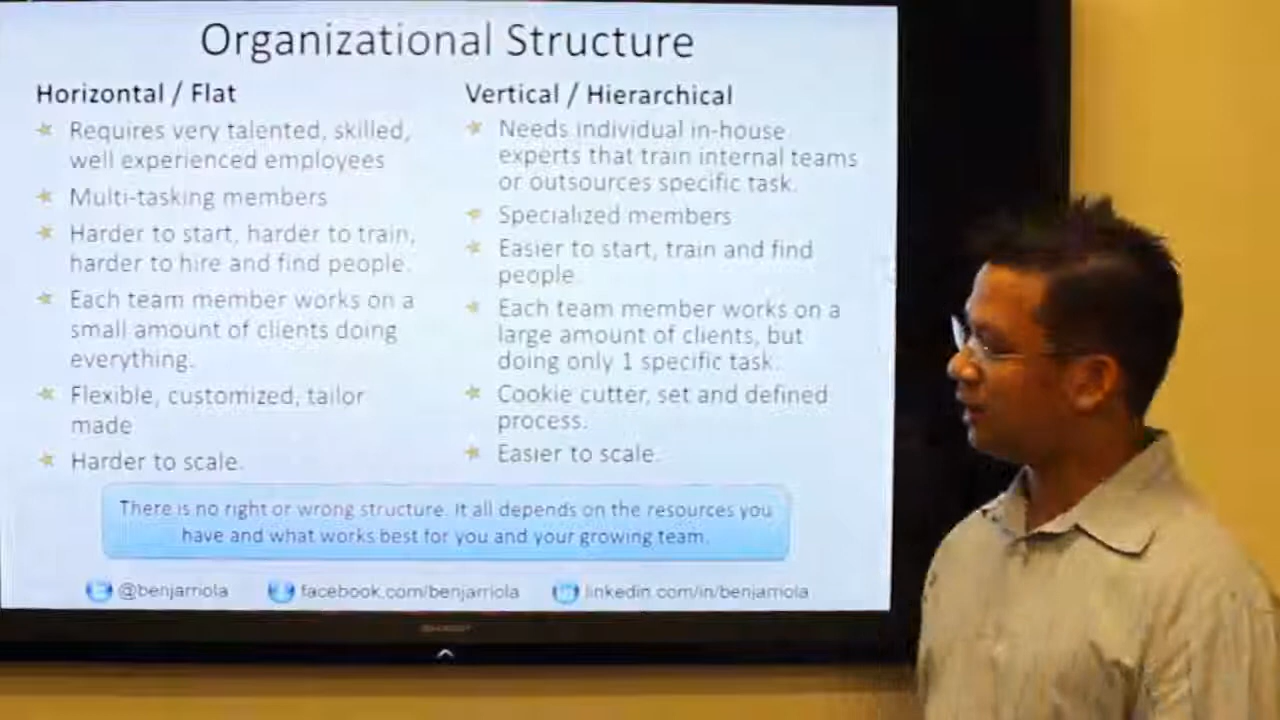 Organizational Structure
Horizontal / Flat
Requires very talented, skilled,
well experienced employees
Multi-tasking members
Harder to start, harder to train,
harder to hire and find people.
Each team member works on a
small amount of clients doing
everything.
Flexible, customized, tailor
made
Harder to scale.
Vertical / Hierarchical
Needs individual in-house
experts that train internal teams
or outsources specific task.
Specialized members
Easier to start, train and find
people.
Each team member works on a
large amount of clients, but
doing only 1 specific task.
Cookie cutter, set and defined
process.
Easier to scale.
There is no right or wrong structure. It all depends on the resources you
have and what works best for you and your growing team.
@benjarriola
facebook.com/benjarriola
linkedin.com/in/benjarriola
SHARP